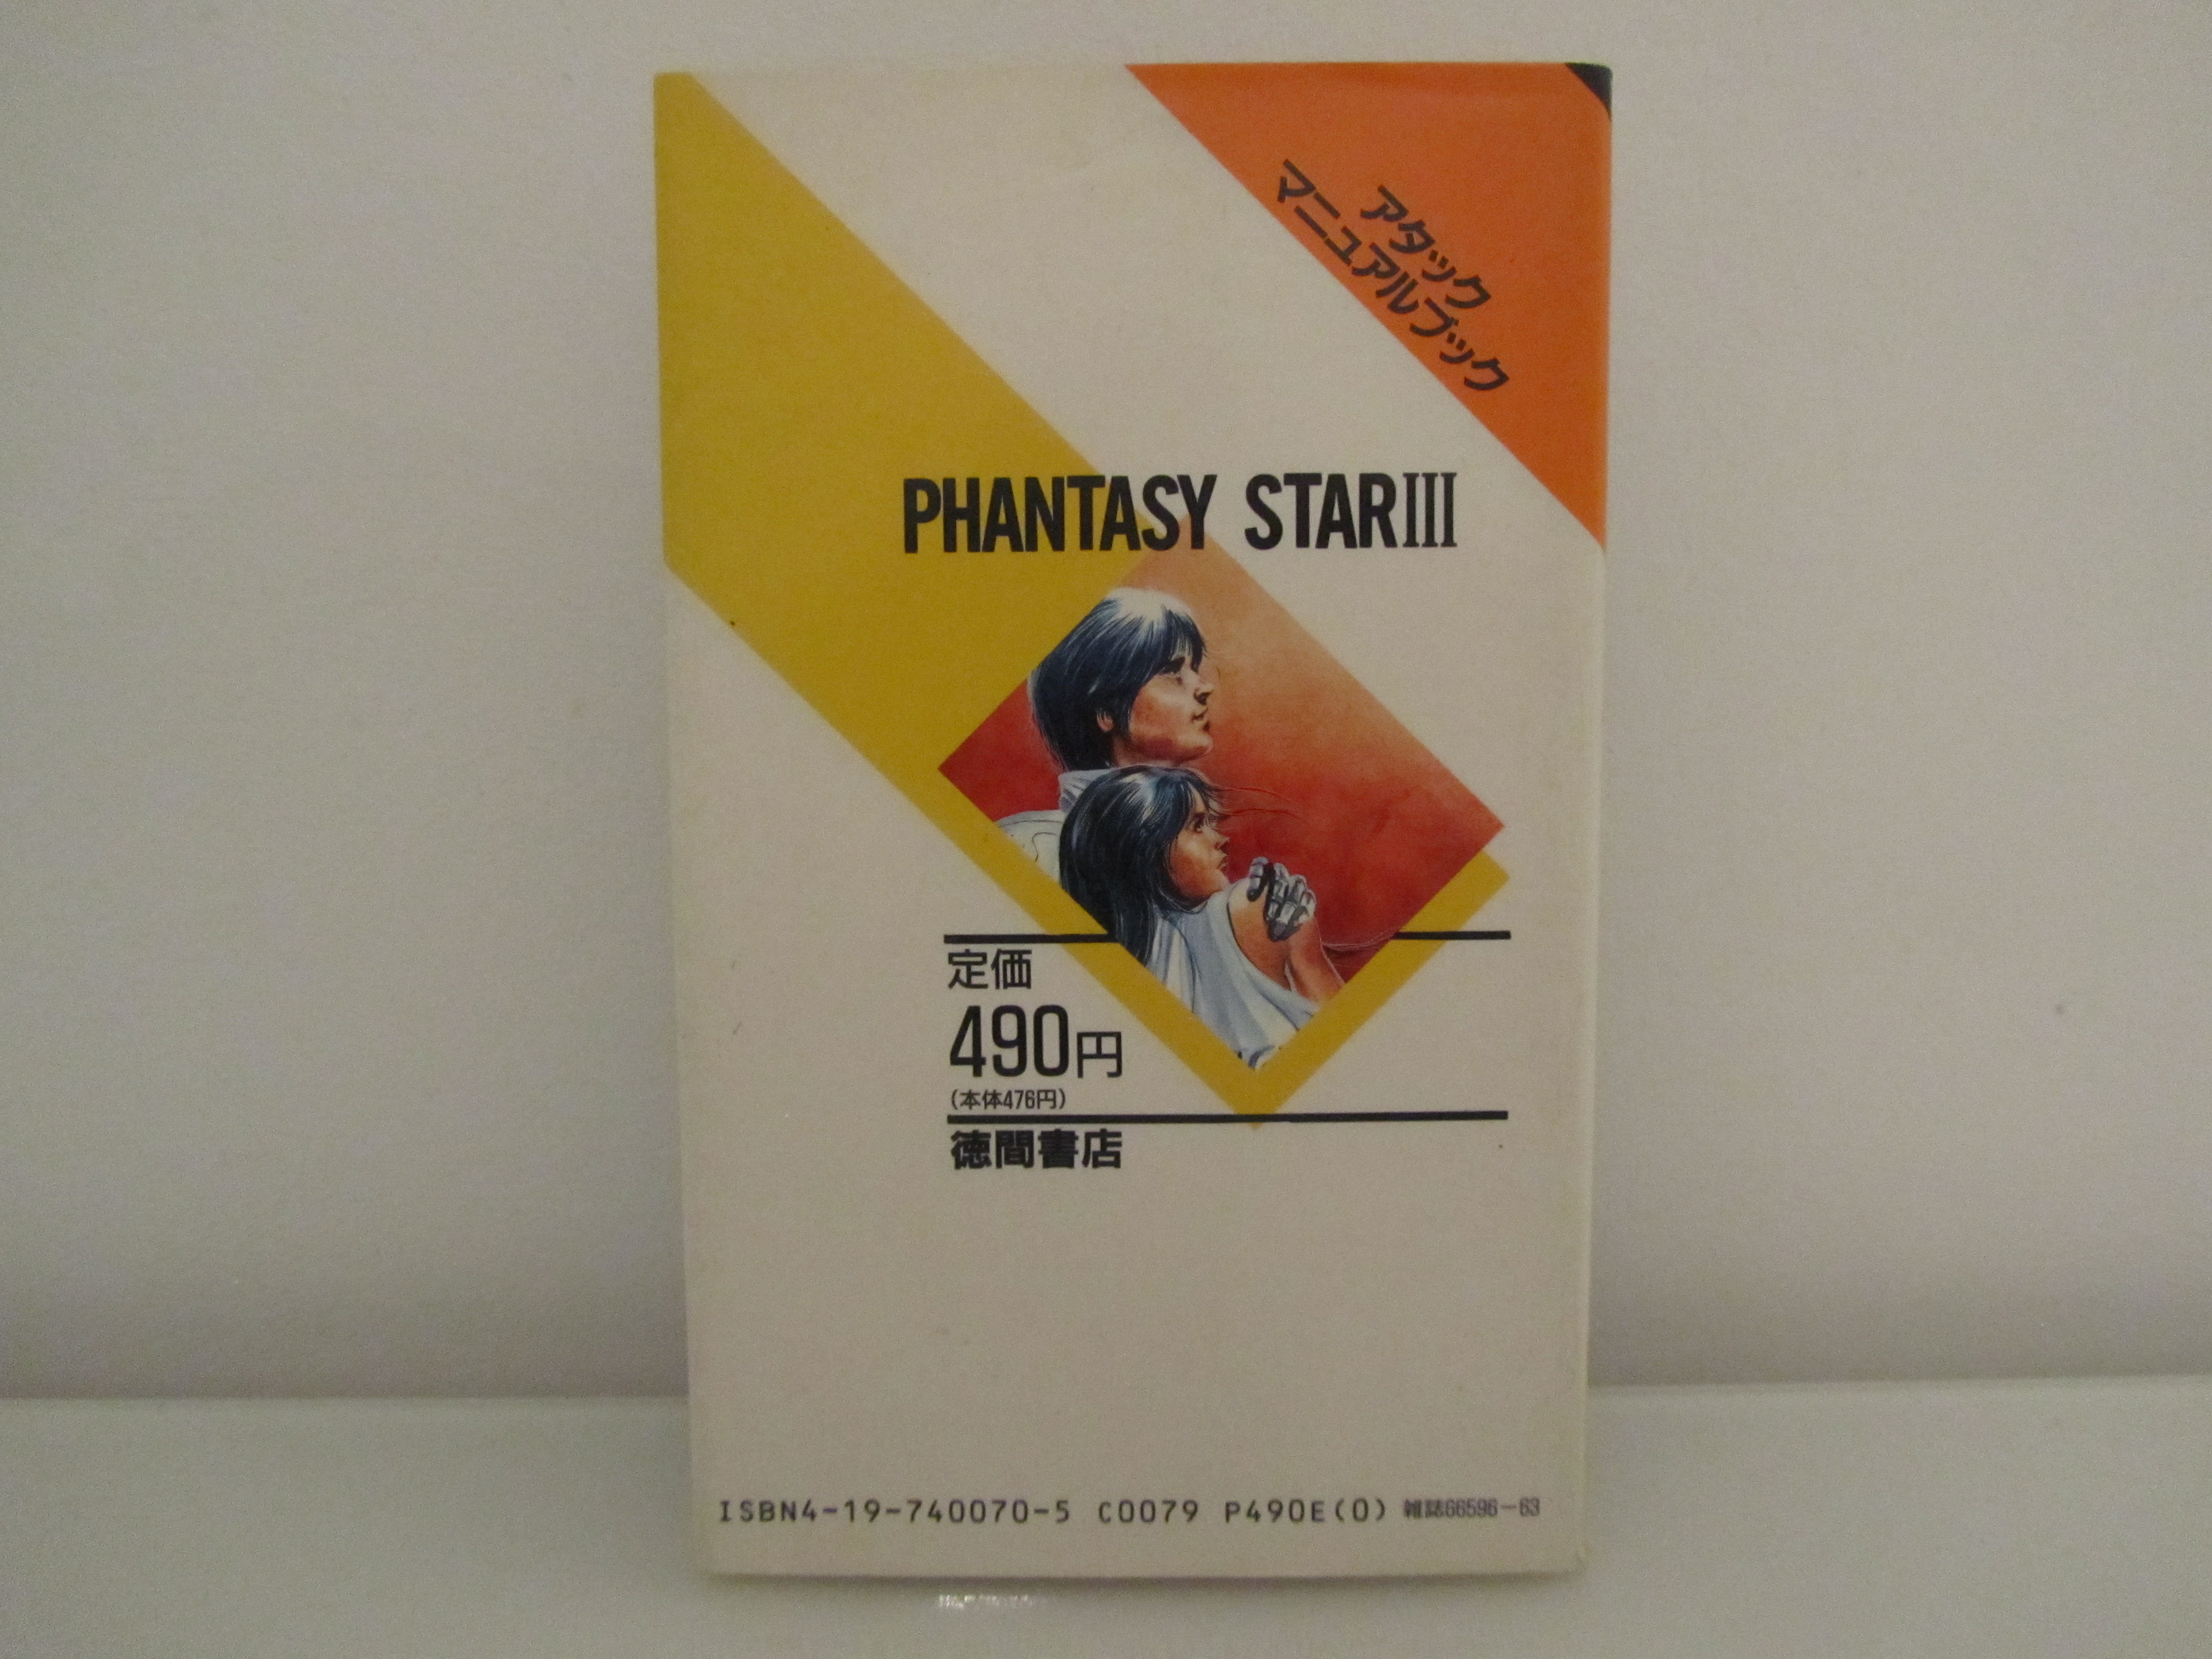 アタック
マニュアルブック
PHANTASY STARIII
定価
490円
(本体476円)
徳間書店
ISBN4-19-740070-5 C0079 P490E(0) 雑誌66596-63